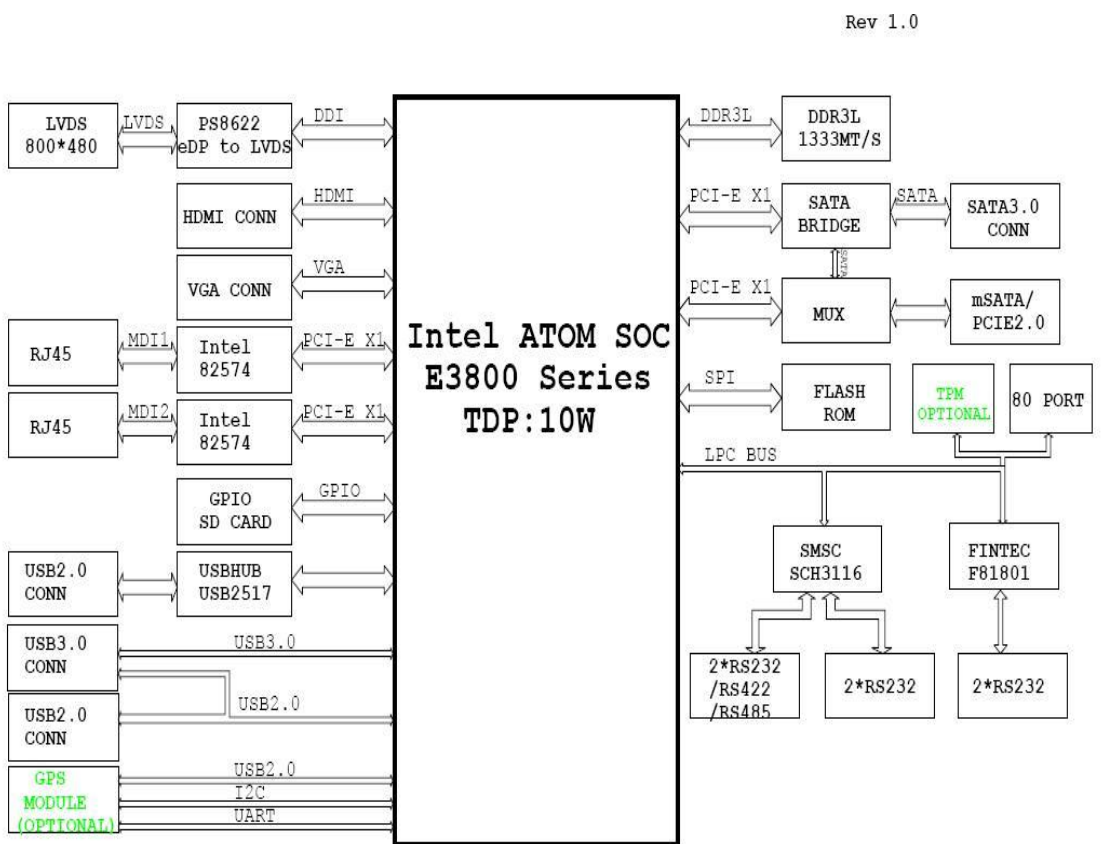 Rev 1.0
LVDS
800*480
LVDS
PS8622
eDP to LVDS
DDI
HDMI CONN
HDMI
VGA CONN
VGA
RJ45
MDI1
Intel
82574
PCI-E X1
RJ45
MDI2
Intel
82574
PCI-E X1
GPIO
SD CARD
GPIO
USB2.0
CONN
USBHUB
USB2517
USB3.0
CONN
USB3.0
USB2.0
CONN
USB2.0
GPS
MODULE
(OPTIONAL)
USB2.0
I2C
UART
Intel ATOM SOC
E3800 Series
TDP:10W
DDR3L
DDR3L
1333MT/S
PCI-E X1
SATA
BRIDGE
SATA
SATA3.0
CONN
SATA
PCI-E X1
MUX
mSATA/
PCIE2.0
SPI
FLASH
ROM
TPM
OPTIONAL
80 PORT
LPC BUS
SMSC
SCH3116
FINTEC
F81801
2*RS232
/RS422
/RS485
2*RS232
2*RS232